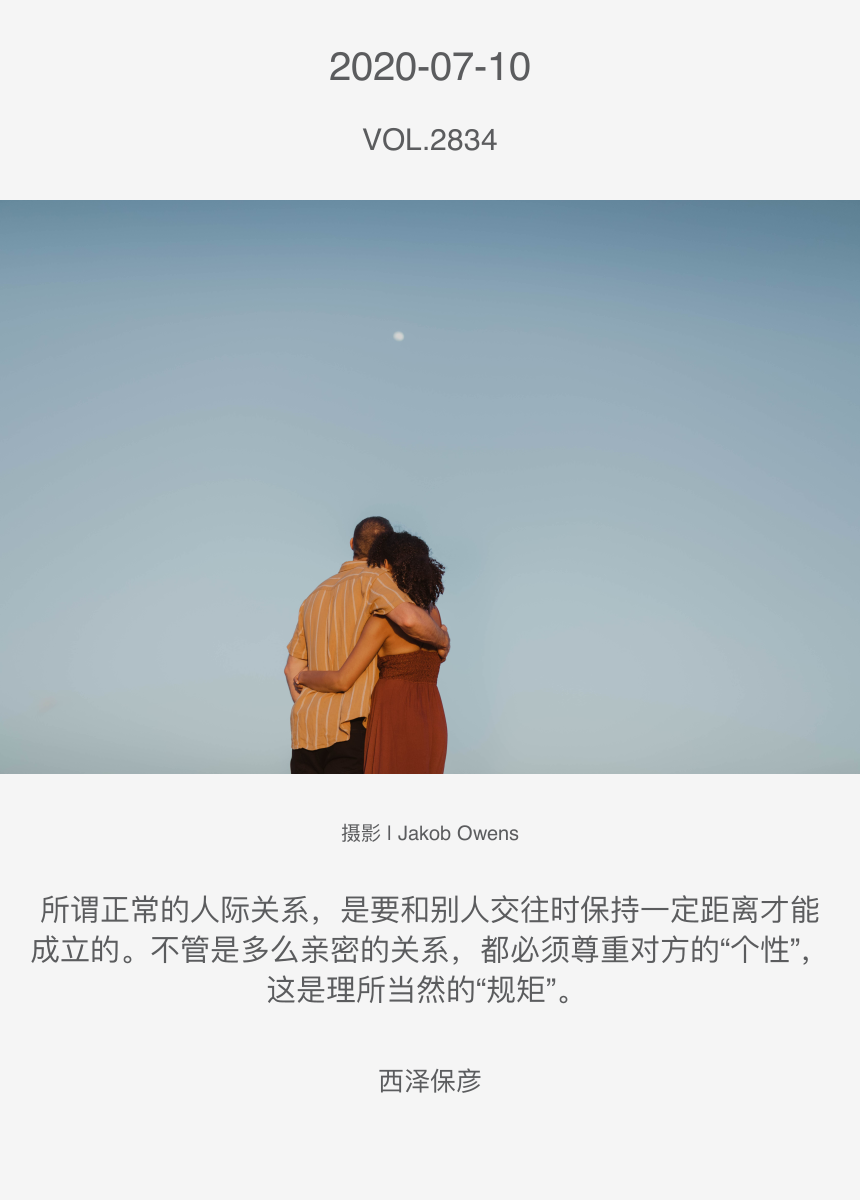 2020-07-10
VOL.2834
摄影 l Jakob Owens
所谓正常的人际关系，是要和别人交往时保持一定距离才能
成立的。不管是多么亲密的关系，都必须尊重对方的“个性”，
这是理所当然的“规矩”。
西泽保彦